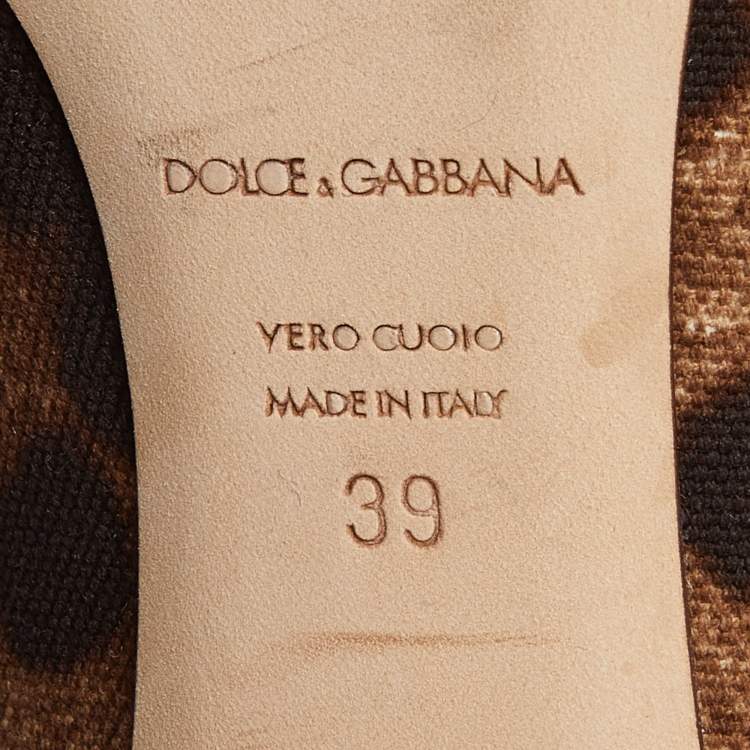 DOLCE & GABBANA
VERO CUOIO
MADE IN ITALY
39